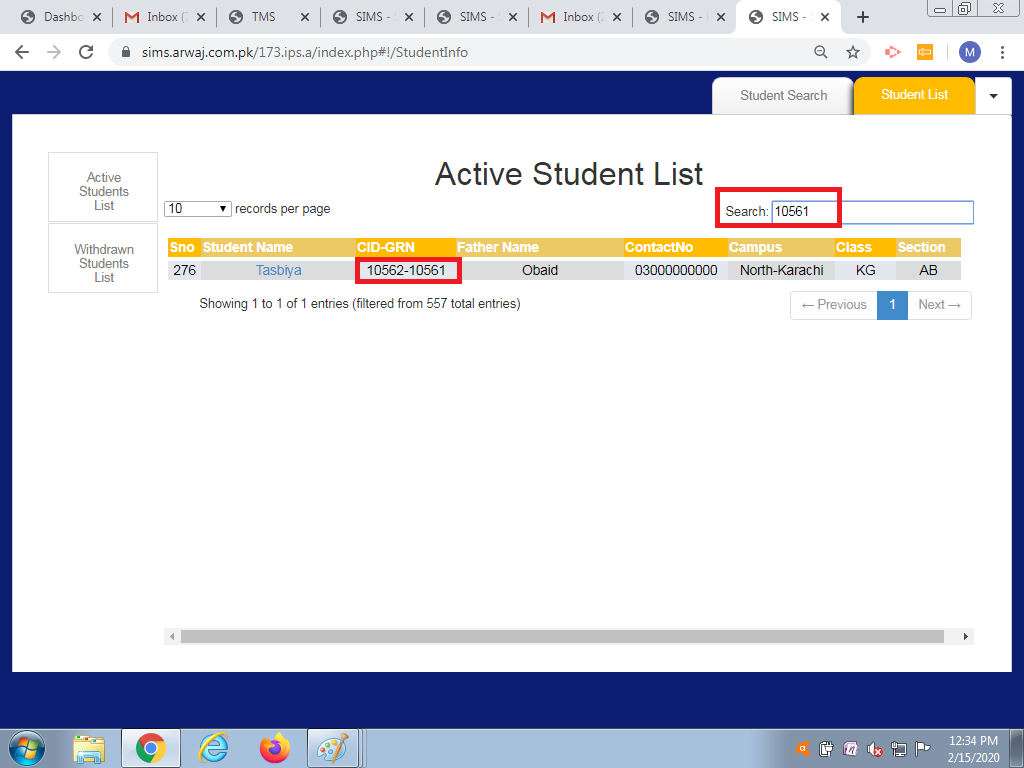 Dashbo
Inbox (2
TMS
SIMS -
SIMS -
Inbox (2
SIMS -
SIMS -
sims.arwaj.com.pk/173.ips.a/index.php#!/StudentInfo
M
Student Search
Student List
Active
Students
List
Withdrawn
Students
List
Active Student List
10 records per page
Search: 10561
Sno Student Name CID-GRN Father Name ContactNo Campus Class Section
276 Tasbiya 10562-10561 Obaid 03000000000 North-Karachi KG AB
Showing 1 to 1 of 1 entries (filtered from 557 total entries)
← Previous 1 Next →
12:34 PM
2/15/2020